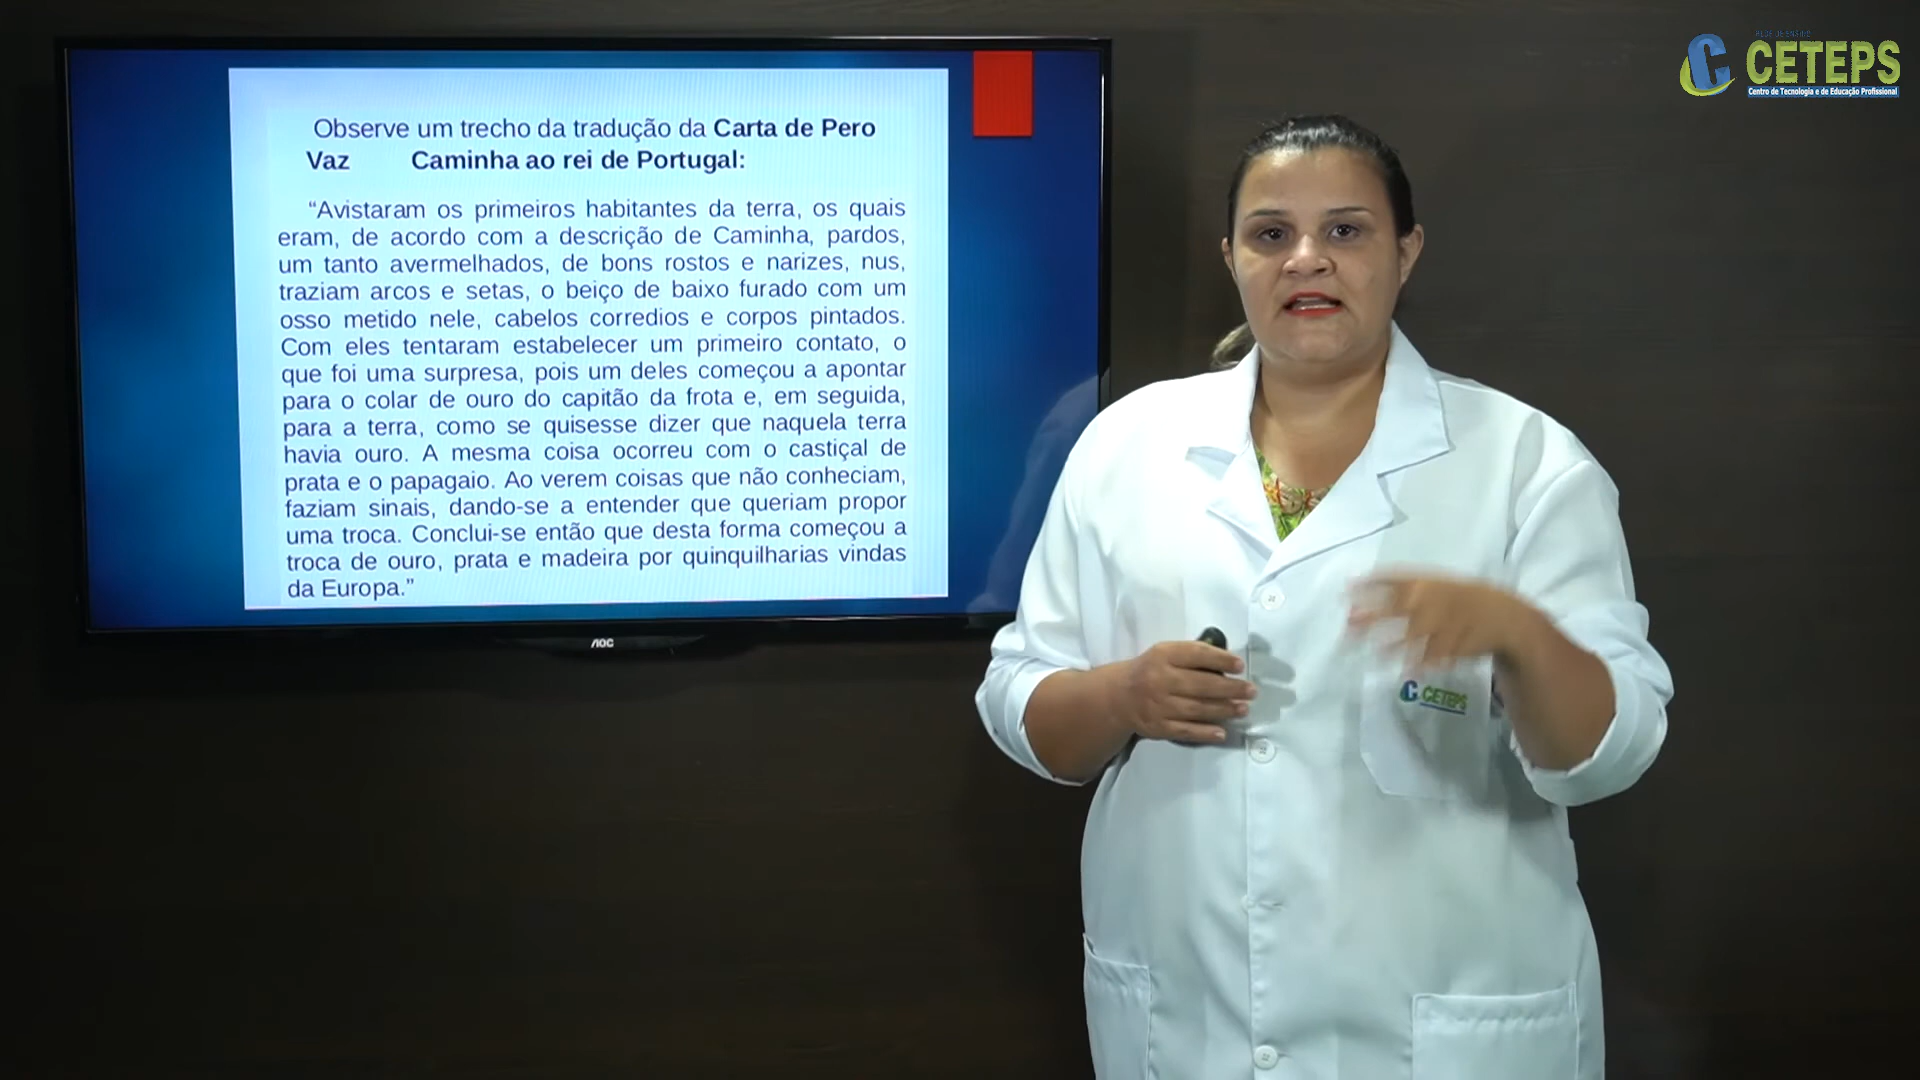 Observe um trecho da tradução da Carta de Pero
Vaz Caminha ao rei de Portugal:
“Avistaram os primeiros habitantes da terra, os quais
eram, de acordo com a descrição de Caminha, pardos,
um tanto avermelhados, de bons rostos e narizes, nus,
traziam arcos e setas, o beiço de baixo furado com um
osso metido nele, cabelos corredios e corpos pintados.
Com eles tentaram estabelecer um primeiro contato, o
que foi uma surpresa, pois um deles começou a apontar
para o colar de ouro do capitão da frota e, em seguida,
para a terra, como se quisesse dizer que naquela terra
havia ouro. A mesma coisa ocorreu com o castiçal de
prata e o papagaio. Ao verem coisas que não conheciam,
faziam sinais, dando-se a entender que queriam propor
uma troca. Conclui-se então que desta forma começou a
troca de ouro, prata e madeira por quinquilharias vindas
da Europa.”
AOC
CETEPS
Centro de Tecnologia e de Educação Profissional
CETEPS